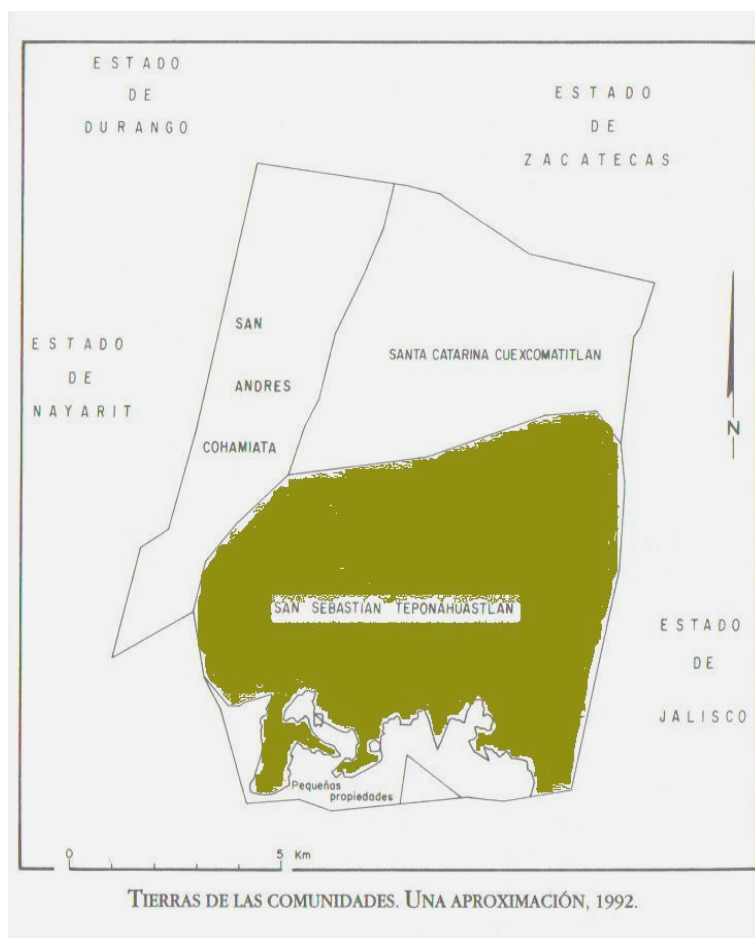 ESTADO
DE
DURANGO
ESTADO
DE
ZACATECAS
SAN
ANDRES
COHAMIATA
SANTA CATARINA CUEXCOMATITLAN
ESTADO
DE
NAYARIT
N
SAN SEBASTIAN TEPONAHUASTLAN
ESTADO
DE
JALISCO
Pequeñas
propiedades
0 5 Km
TIERRAS DE LAS COMUNIDADES. UNA APROXIMACIÓN, 1992.